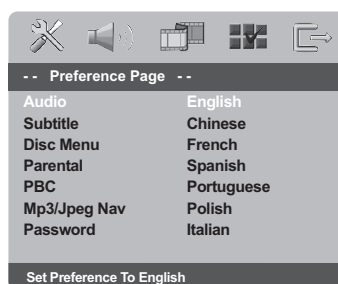 -- Preference Page --
Audio English
Subtitle Chinese
Disc Menu French
Parental Spanish
PBC Portuguese
Mp3/Jpeg Nav Polish
Password Italian
Set Preference To English